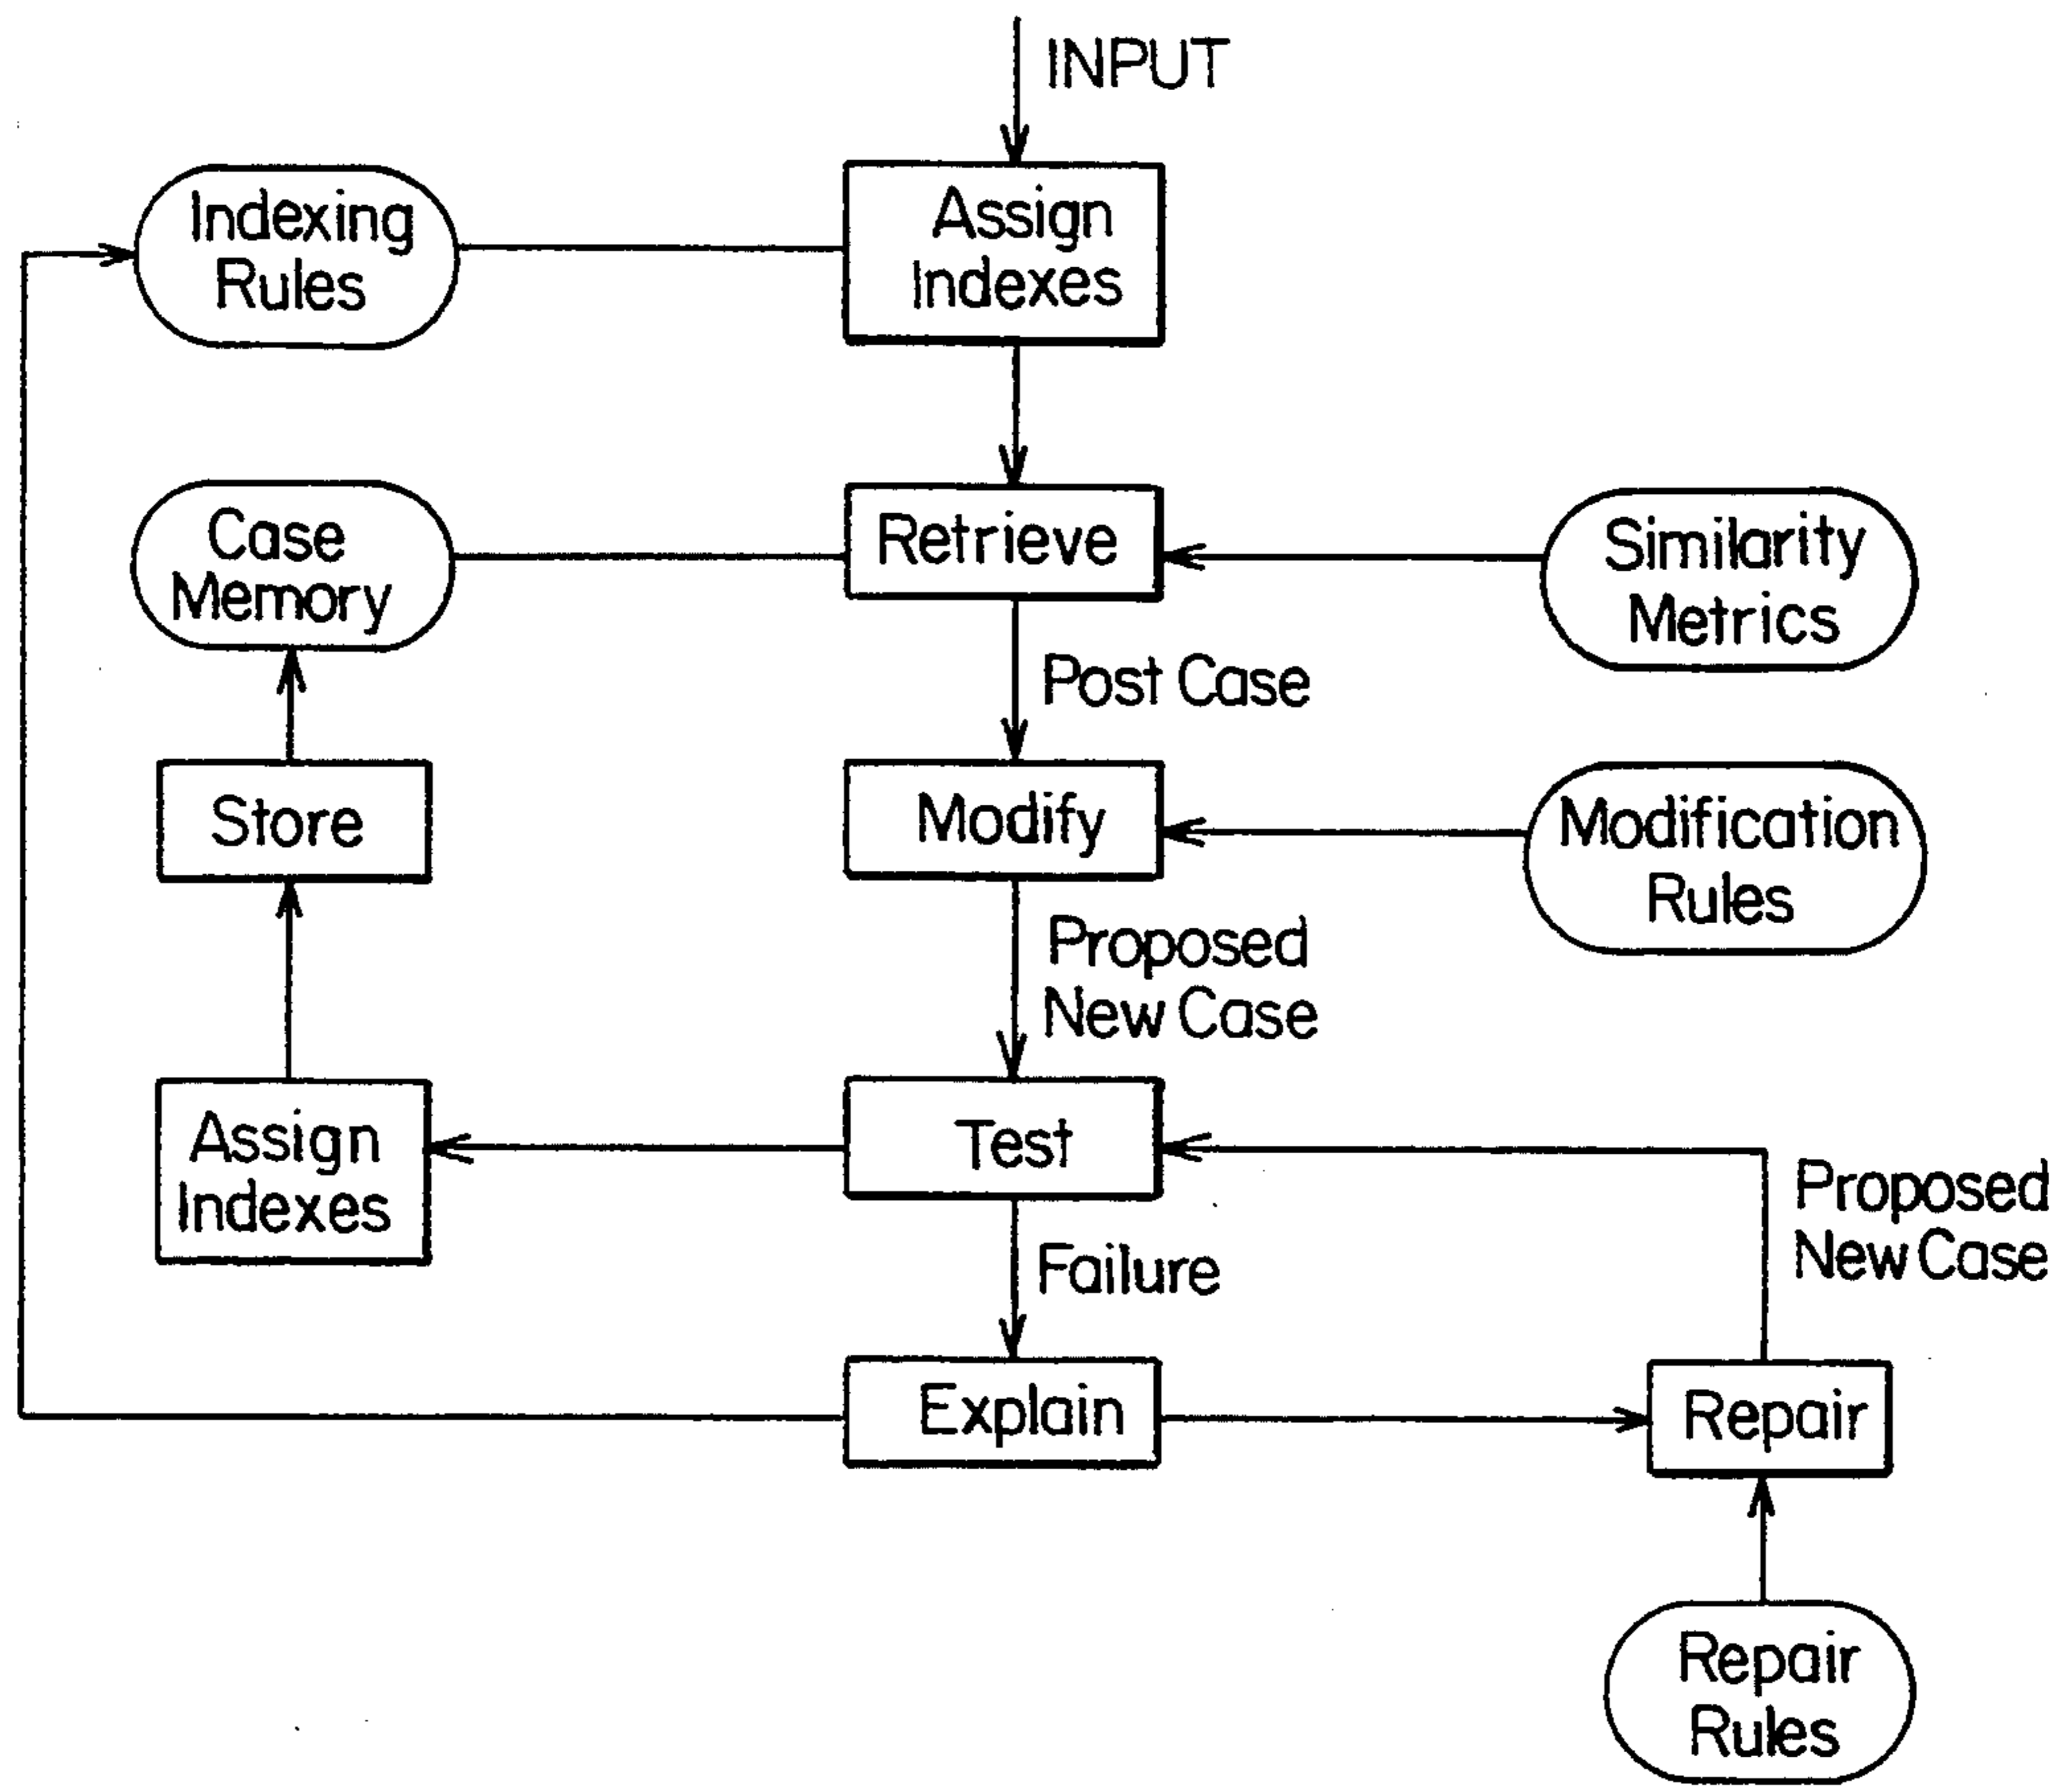 INPUT
Indexing
Rules
Assign
Indexes
Case
Memory
Retrieve
Similarity
Metrics
Post Case
Store
Modify
Modification
Rules
Proposed
New Case
Assign
Indexes
Test
Proposed
New Case
Failure
Explain
Repair
Repair
Rules